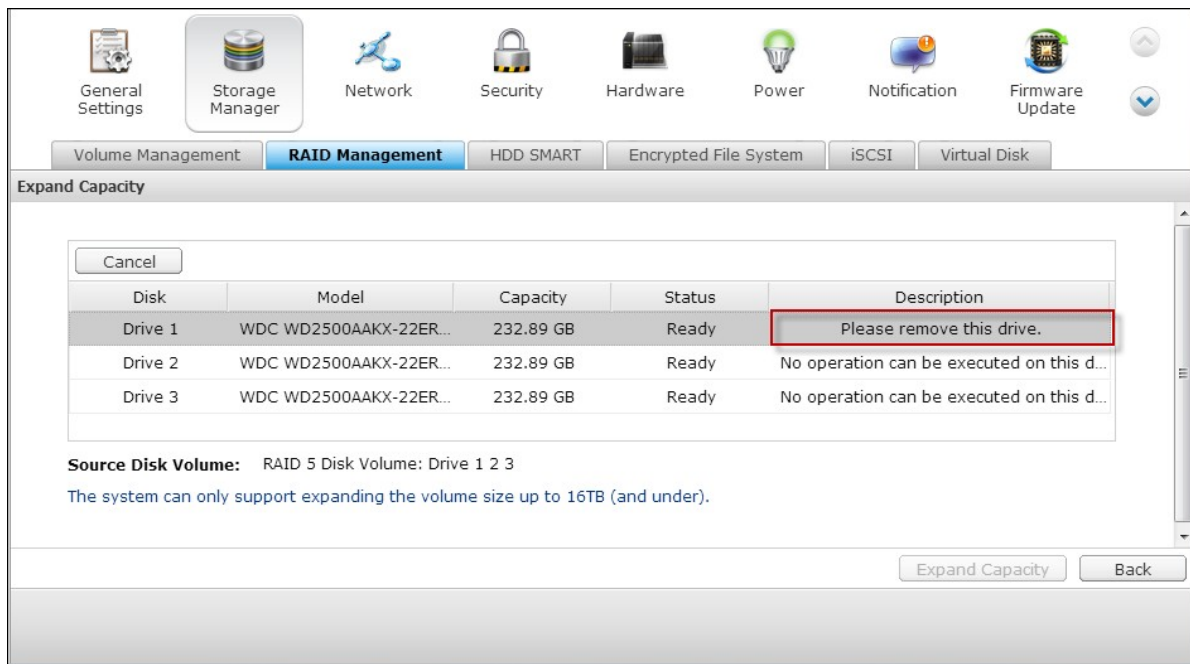 General Settings
Storage Manager
Network
Security
Hardware
Power
Notification
Firmware Update
Volume Management
RAID Management
HDD SMART
Encrypted File System
iSCSI
Virtual Disk
Expand Capacity
Cancel
Disk Model Capacity Status Description
Drive 1 WDC WD2500AAKX-22ER... 232.89 GB Ready Please remove this drive.
Drive 2 WDC WD2500AAKX-22ER... 232.89 GB Ready No operation can be executed on this d...
Drive 3 WDC WD2500AAKX-22ER... 232.89 GB Ready No operation can be executed on this d...
Source Disk Volume: RAID 5 Disk Volume: Drive 1 2 3
The system can only support expanding the volume size up to 16TB (and under).
Expand Capacity Back